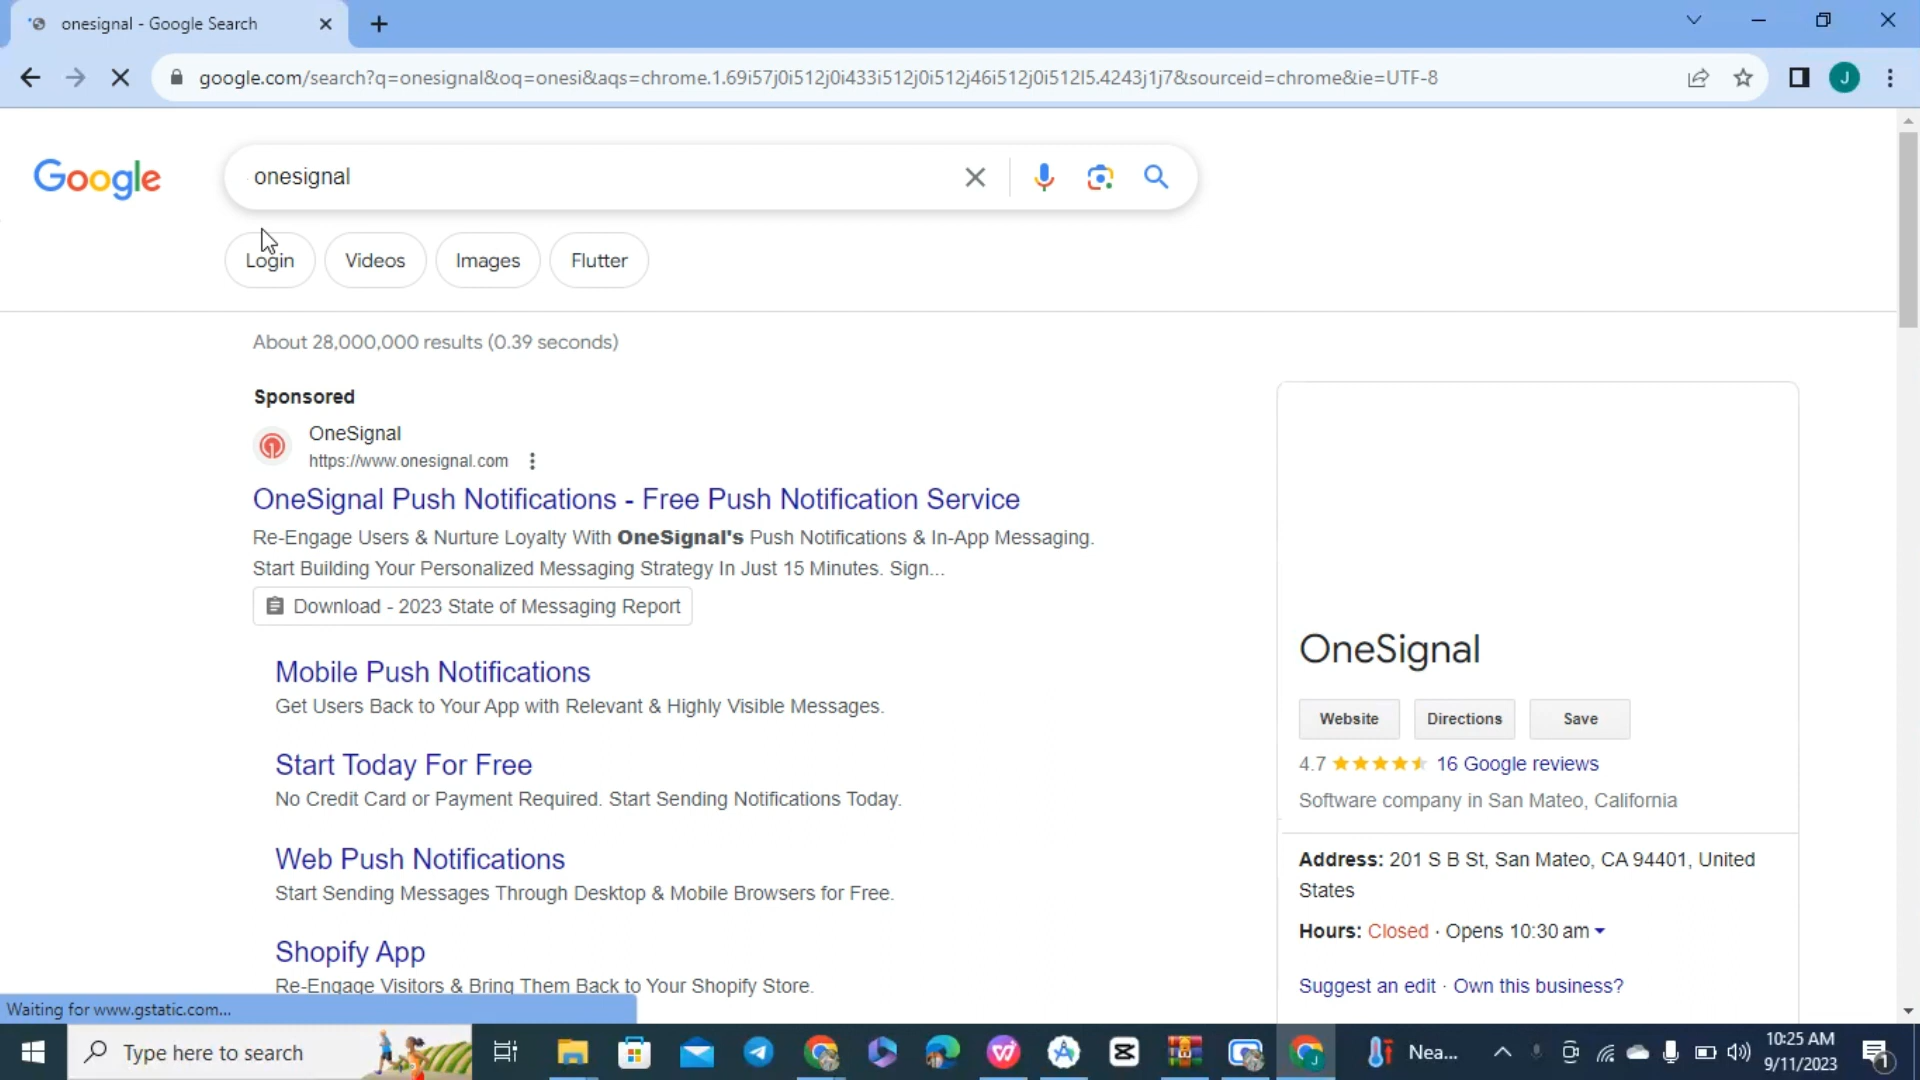 onesignal - Google Search
google.com/search?q=onesignal&oq=onesi&aqs=chrome.1.69i57j0i512j0i433i512j0i512j46i512j0i512l5.4243j1j7&sourceid=chrome&ie=UTF-8
J
Google
onesignal
Login
Videos
Images
Flutter
About 28,000,000 results (0.39 seconds)
Sponsored
OneSignal
https://www.onesignal.com
OneSignal Push Notifications - Free Push Notification Service
Re-Engage Users & Nurture Loyalty With OneSignal's Push Notifications & In-App Messaging.
Start Building Your Personalized Messaging Strategy In Just 15 Minutes. Sign...
Download - 2023 State of Messaging Report
Mobile Push Notifications
Get Users Back to Your App with Relevant & Highly Visible Messages.
Start Today For Free
No Credit Card or Payment Required. Start Sending Notifications Today.
Web Push Notifications
Start Sending Messages Through Desktop & Mobile Browsers for Free.
Shopify App
Re-Engage Visitors & Bring Them Back to Your Shopify Store.
OneSignal
Website
Directions
Save
4.7
16 Google reviews
Software company in San Mateo, California
Address: 201 S B St, San Mateo, CA 94401, United
States
Hours: Closed · Opens 10:30 am
Suggest an edit · Own this business?
Waiting for www.gstatic.com...
Type here to search
Nea...
10:25 AM
9/11/2023
1